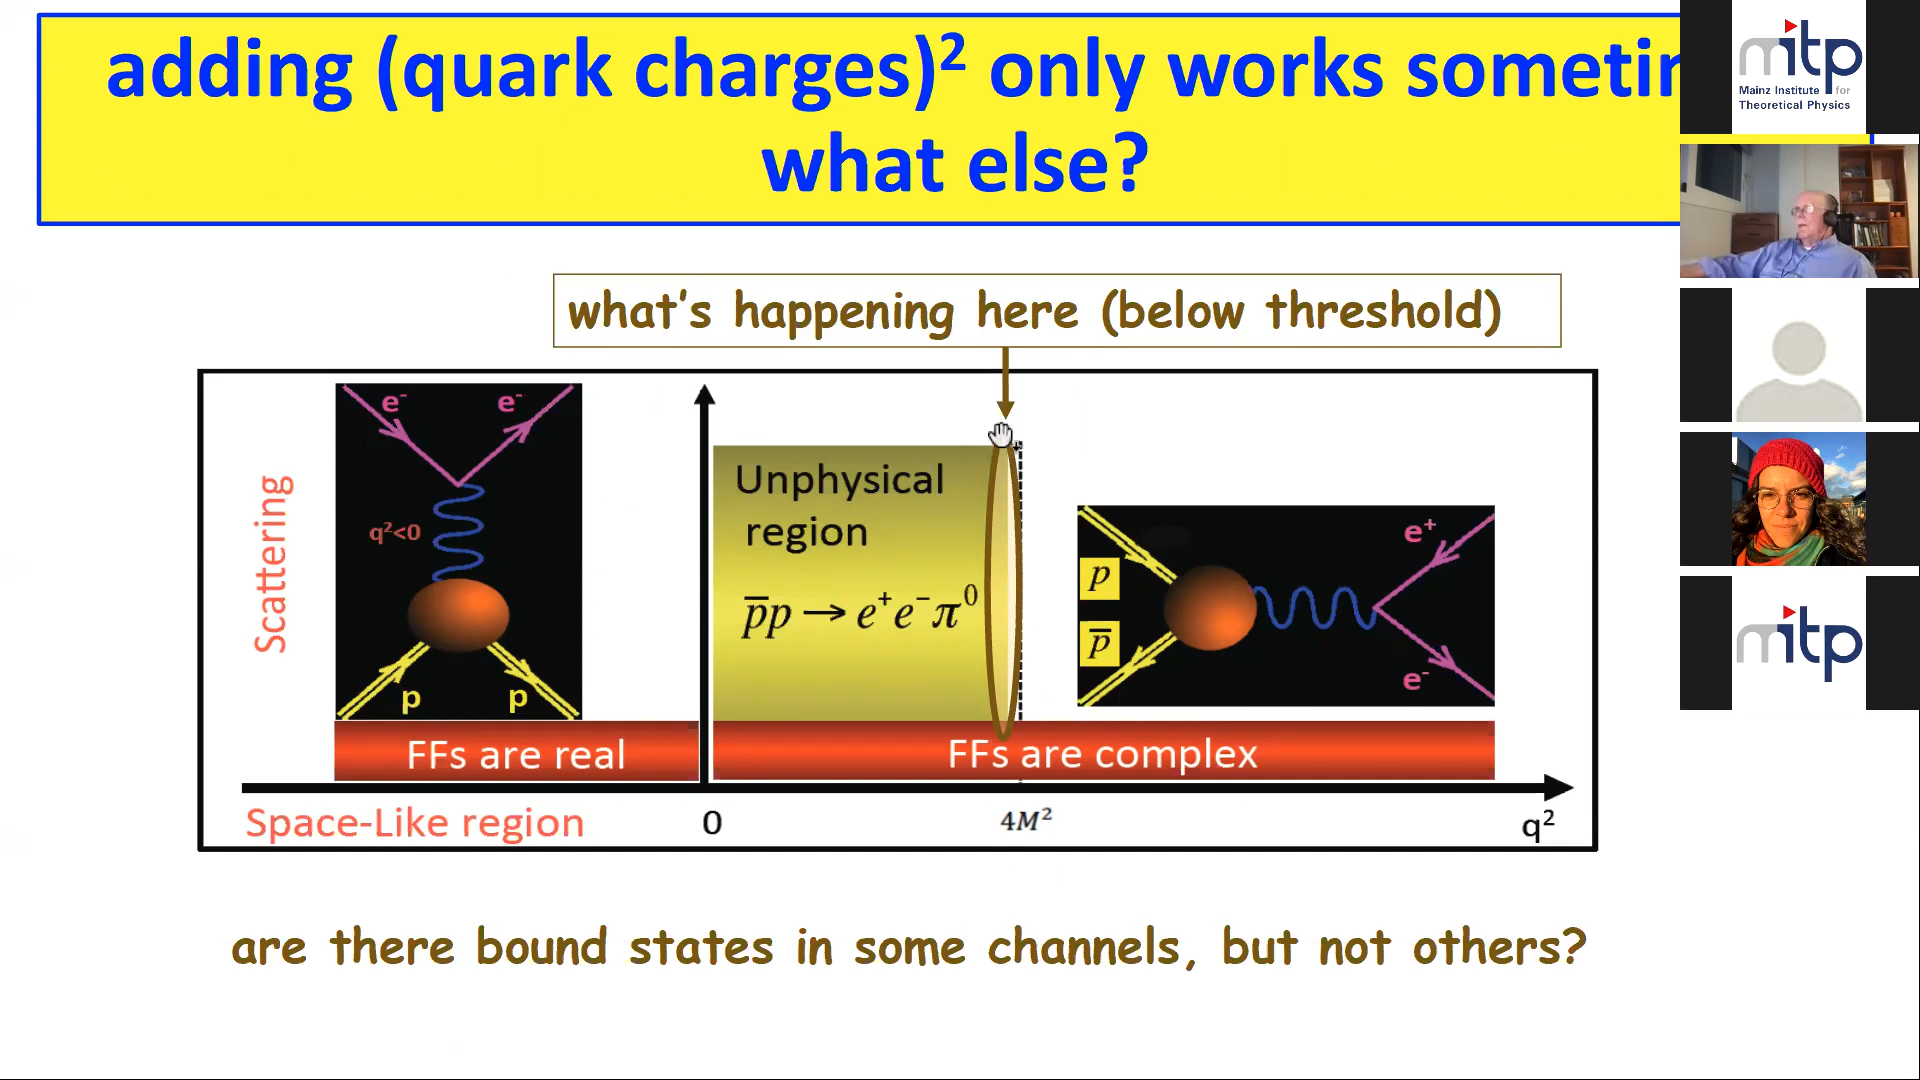 adding (quark charges)² only works sometin
what else?
what's happening here (below threshold)
Scattering
e⁻ e⁻
q²<0
p p
Unphysical
region
p̅p → e⁺e⁻π⁰
p
p̅
e⁺
e⁻
FFs are real
FFs are complex
Space-Like region
0
4M²
q²
are there bound states in some channels, but not others?
mitp
Mainz Institute for
Theoretical Physics
mitp